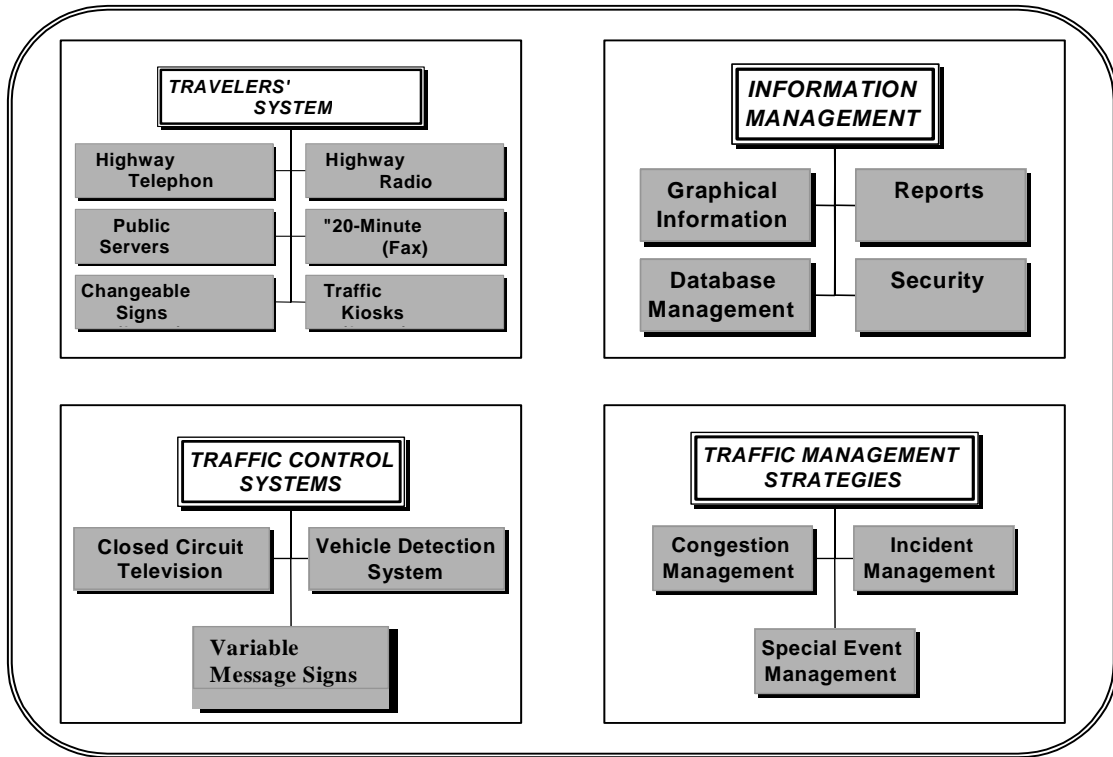 TRAVELERS'
SYSTEM
Highway
Telephon
Highway
Radio
Public
Servers
"20-Minute
(Fax)
Changeable
Signs
Traffic
Kiosks
INFORMATION
MANAGEMENT
Graphical
Information
Reports
Database
Management
Security
TRAFFIC CONTROL
SYSTEMS
Closed Circuit
Television
Vehicle Detection
System
Variable
Message Signs
TRAFFIC MANAGEMENT
STRATEGIES
Congestion
Management
Incident
Management
Special Event
Management